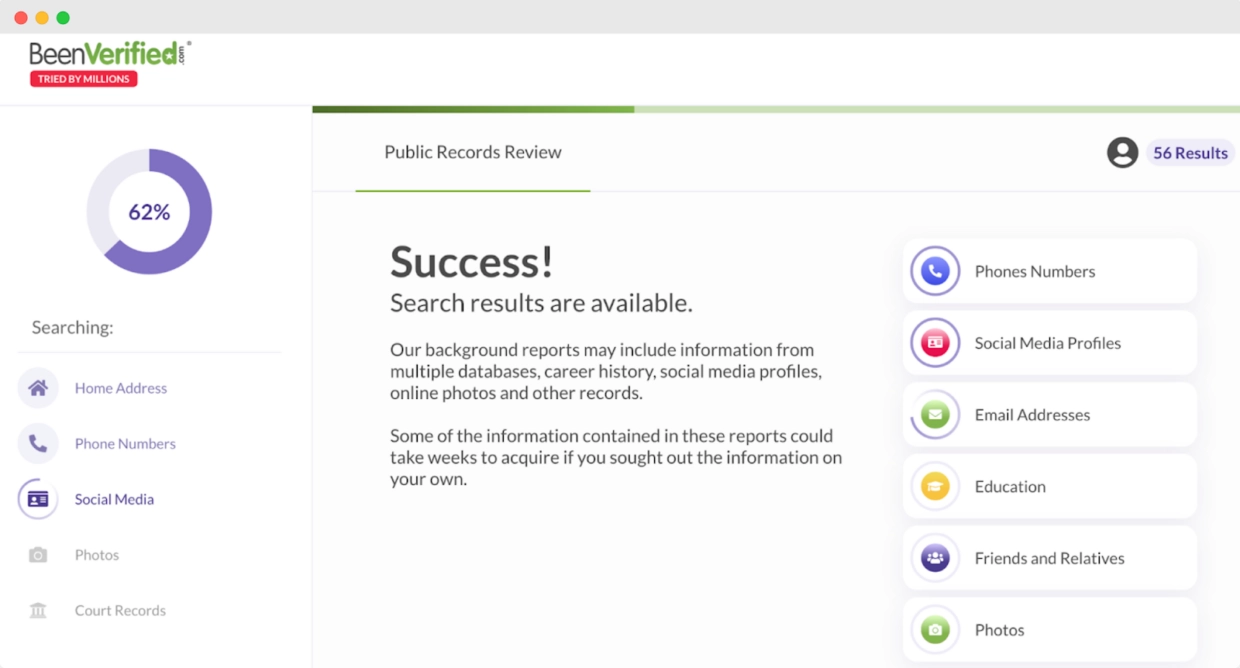 BeenVerified.com®
TRIED BY MILLIONS
62%
Searching:
Home Address
Phone Numbers
Social Media
Photos
Court Records
Public Records Review
56 Results
Success!
Search results are available.
Our background reports may include information from
multiple databases, career history, social media profiles,
online photos and other records.
Some of the information contained in these reports could
take weeks to acquire if you sought out the information on
your own.
Phones Numbers
Social Media Profiles
Email Addresses
Education
Friends and Relatives
Photos